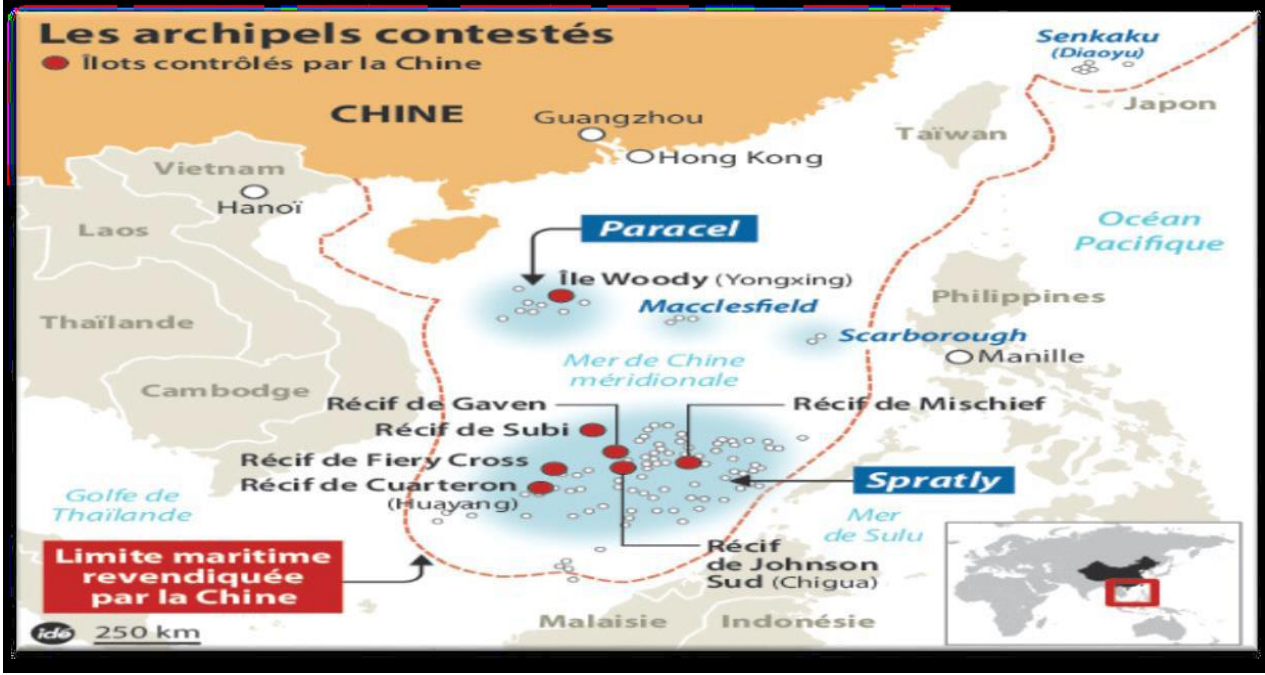 Les archipels contestés
Îlots contrôlés par la Chine
Senkaku
(Diaoyu)
Japon
CHINE
Guangzhou
Hong Kong
Taïwan
Vietnam
Hanoï
Laos
Paracel
Océan
Pacifique
Île Woody (Yongxing)
Macclesfield
Philippines
Thaïlande
Scarborough
Manille
Mer de Chine
méridionale
Cambodge
Récif de Gaven
Récif de Mischief
Récif de Subi
Récif de Fiery Cross
Récif de Cuarteron
(Huayang)
Spratly
Golfe de
Thaïlande
Mer
de Sulu
Limite maritime
revendiquée
par la Chine
Récif
de Johnson
Sud (Chigua)
Malaisie
Indonésie
idé
250 km